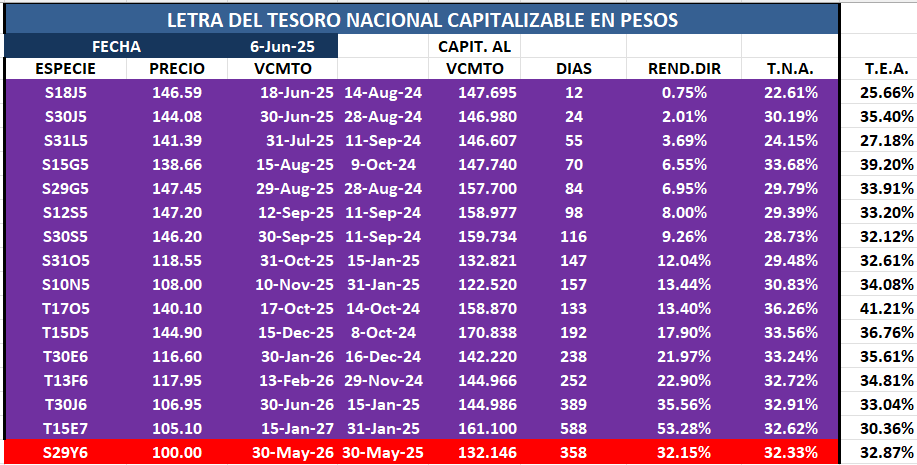 LETRA DEL TESORO NACIONAL CAPITALIZABLE EN PESOS
FECHA 6-Jun-25 CAPIT. AL
ESPECIE PRECIO VCMTO VCMTO DIAS REND.DIR T.N.A. T.E.A.
S18J5 146.59 18-Jun-25 14-Aug-24 147.695 12 0.75% 22.61% 25.66%
S30J5 144.08 30-Jun-25 28-Aug-24 146.980 24 2.01% 30.19% 35.40%
S31L5 141.39 31-Jul-25 11-Sep-24 146.607 55 3.69% 24.15% 27.18%
S15G5 138.66 15-Aug-25 9-Oct-24 147.740 70 6.55% 33.68% 39.20%
S29G5 147.45 29-Aug-25 28-Aug-24 157.700 84 6.95% 29.79% 33.91%
S12S5 147.20 12-Sep-25 11-Sep-24 158.977 98 8.00% 29.39% 33.20%
S30S5 146.20 30-Sep-25 11-Sep-24 159.734 116 9.26% 28.73% 32.12%
S31O5 118.55 31-Oct-25 15-Jan-25 132.821 147 12.04% 29.48% 32.61%
S10N5 108.00 10-Nov-25 31-Jan-25 122.520 157 13.44% 30.83% 34.08%
T17O5 140.10 17-Oct-25 14-Oct-24 158.870 133 13.40% 36.26% 41.21%
T15D5 144.90 15-Dec-25 8-Oct-24 170.838 192 17.90% 33.56% 36.76%
T30E6 116.60 30-Jan-26 16-Dec-24 142.220 238 21.97% 33.24% 35.61%
T13F6 117.95 13-Feb-26 29-Nov-24 144.966 252 22.90% 32.72% 34.81%
T30J6 106.95 30-Jun-26 15-Jan-25 144.986 389 35.56% 32.91% 33.04%
T15E7 105.10 15-Jan-27 31-Jan-25 161.100 588 53.28% 32.62% 30.36%
S29Y6 100.00 30-May-26 30-May-25 132.146 358 32.15% 32.33% 32.87%